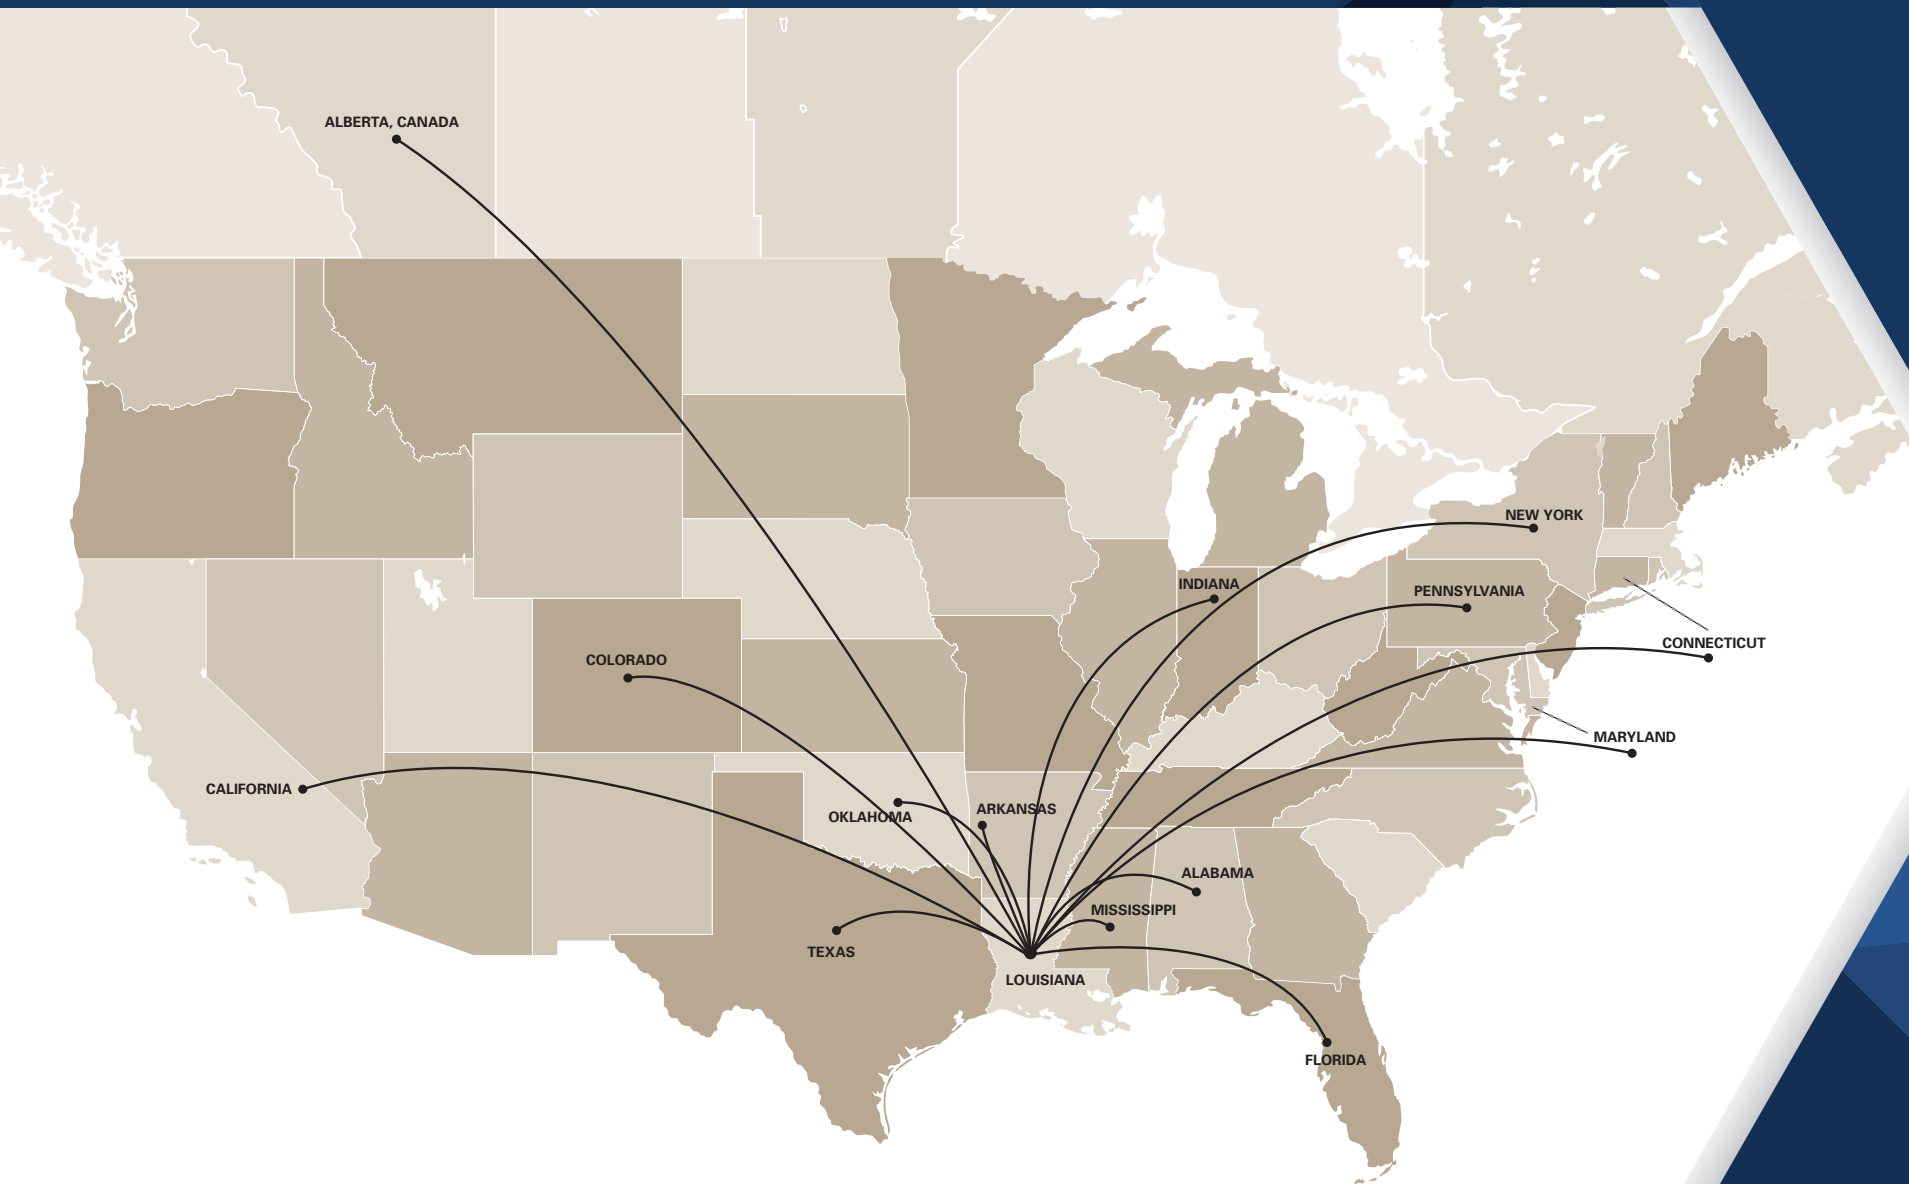 ALBERTA, CANADA
NEW YORK
INDIANA
PENNSYLVANIA
CONNECTICUT
COLORADO
MARYLAND
CALIFORNIA
ARKANSAS
OKLAHOMA
ALABAMA
MISSISSIPPI
TEXAS
LOUISIANA
FLORIDA